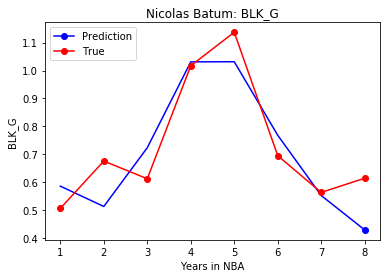 Nicolas Batum: BLK_G
Prediction
True
BLK_G
1.1
1.0
0.9
0.8
0.7
0.6
0.5
0.4
1 2 3 4 5 6 7 8
Years in NBA